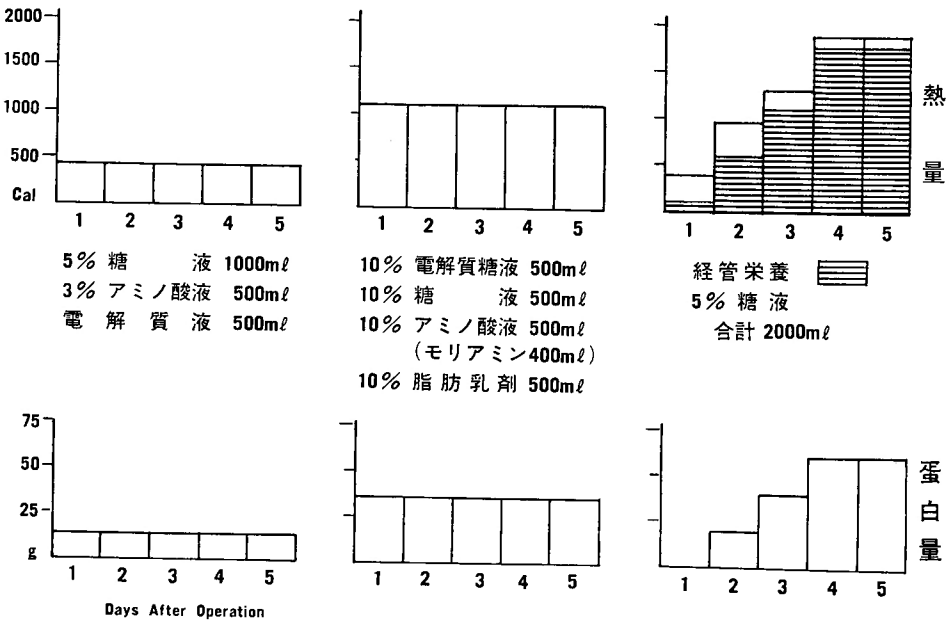 2000
1500
1000
500
Cal
1 2 3 4 5
1 2 3 4 5
1 2 3 4 5
熱量
5% 糖液 1000mℓ
3% アミノ酸液 500mℓ
電解質液 500mℓ
10% 電解質糖液 500mℓ
10% 糖液 500mℓ
10% アミノ酸液 500mℓ
(モリアミン400mℓ)
10% 脂肪乳剤 500mℓ
経管栄養
5% 糖液
合計 2000mℓ
75
50
25
g
1 2 3 4 5
Days After Operation
1 2 3 4 5
1 2 3 4 5
蛋白量